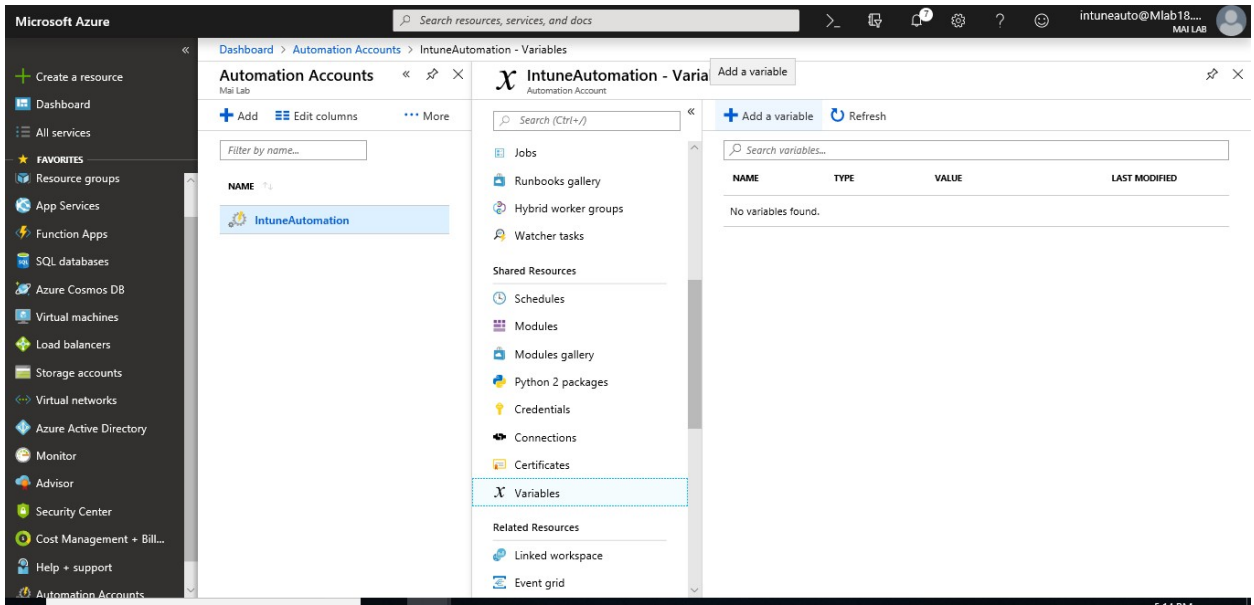 Microsoft Azure
Search resources, services, and docs
7
intuneauto@Mlab18....
MAI LAB
Dashboard > Automation Accounts > IntuneAutomation - Variables
Create a resource
Dashboard
All services
FAVORITES
Resource groups
App Services
Function Apps
SQL databases
Azure Cosmos DB
Virtual machines
Load balancers
Storage accounts
Virtual networks
Azure Active Directory
Monitor
Advisor
Security Center
Cost Management + Bill...
Help + support
Automation Accounts
Automation Accounts
Mai Lab
Add
Edit columns
More
Filter by name...
NAME
IntuneAutomation
IntuneAutomation - Varia
Automation Account
Search (Ctrl+/)
Jobs
Runbooks gallery
Hybrid worker groups
Watcher tasks
Shared Resources
Schedules
Modules
Modules gallery
Python 2 packages
Credentials
Connections
Certificates
Variables
Related Resources
Linked workspace
Event grid
Add a variable
Add a variable
Refresh
Search variables...
NAME TYPE VALUE LAST MODIFIED
No variables found.